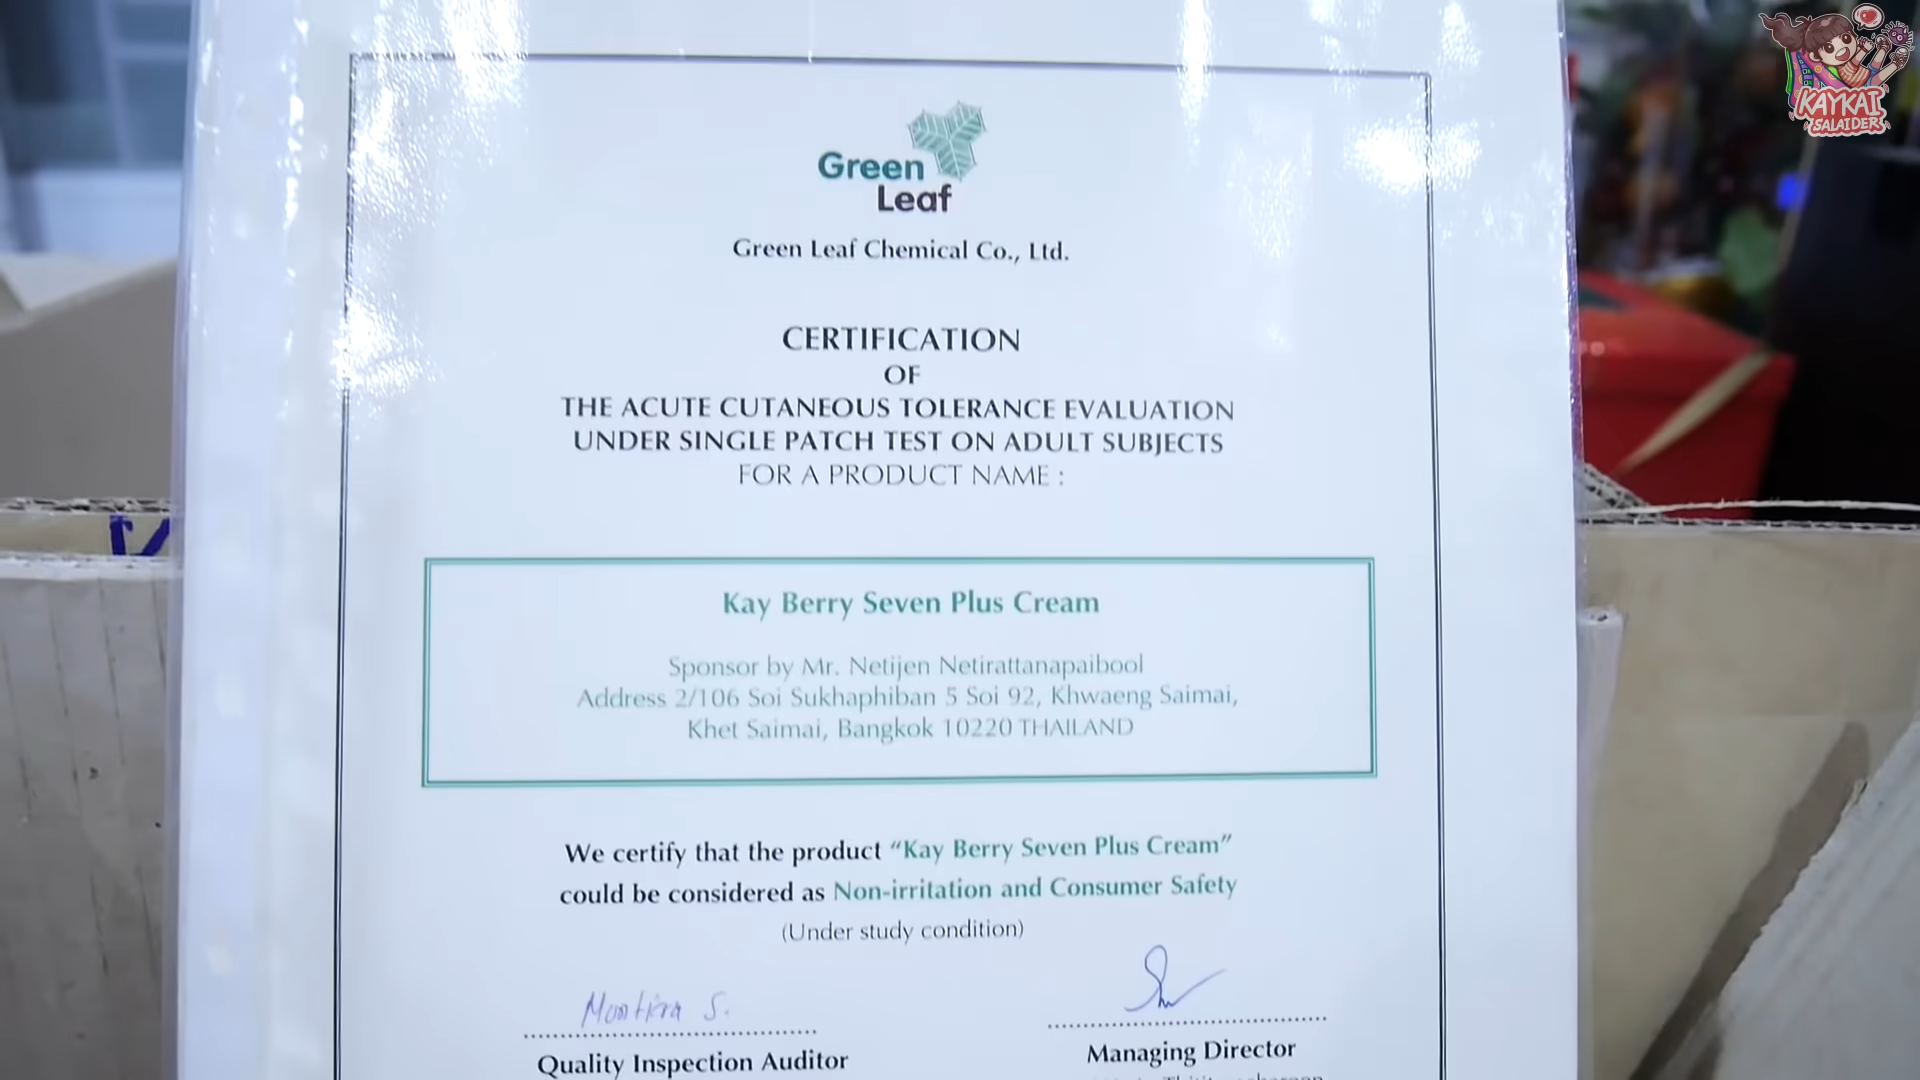 KAYKAI
SALAIDER
Green
Leaf
Green Leaf Chemical Co., Ltd.
CERTIFICATION
OF
THE ACUTE CUTANEOUS TOLERANCE EVALUATION
UNDER SINGLE PATCH TEST ON ADULT SUBJECTS
FOR A PRODUCT NAME :
Kay Berry Seven Plus Cream
Sponsor by Mr. Netijen Netirattanapaibool
Address 2/106 Soi Sukhaphiban 5 Soi 92, Khwaeng Saimai,
Khet Saimai, Bangkok 10220 THAILAND
We certify that the product “Kay Berry Seven Plus Cream”
could be considered as Non-irritation and Consumer Safety
(Under study condition)
Montira S.
Quality Inspection Auditor
Managing Director